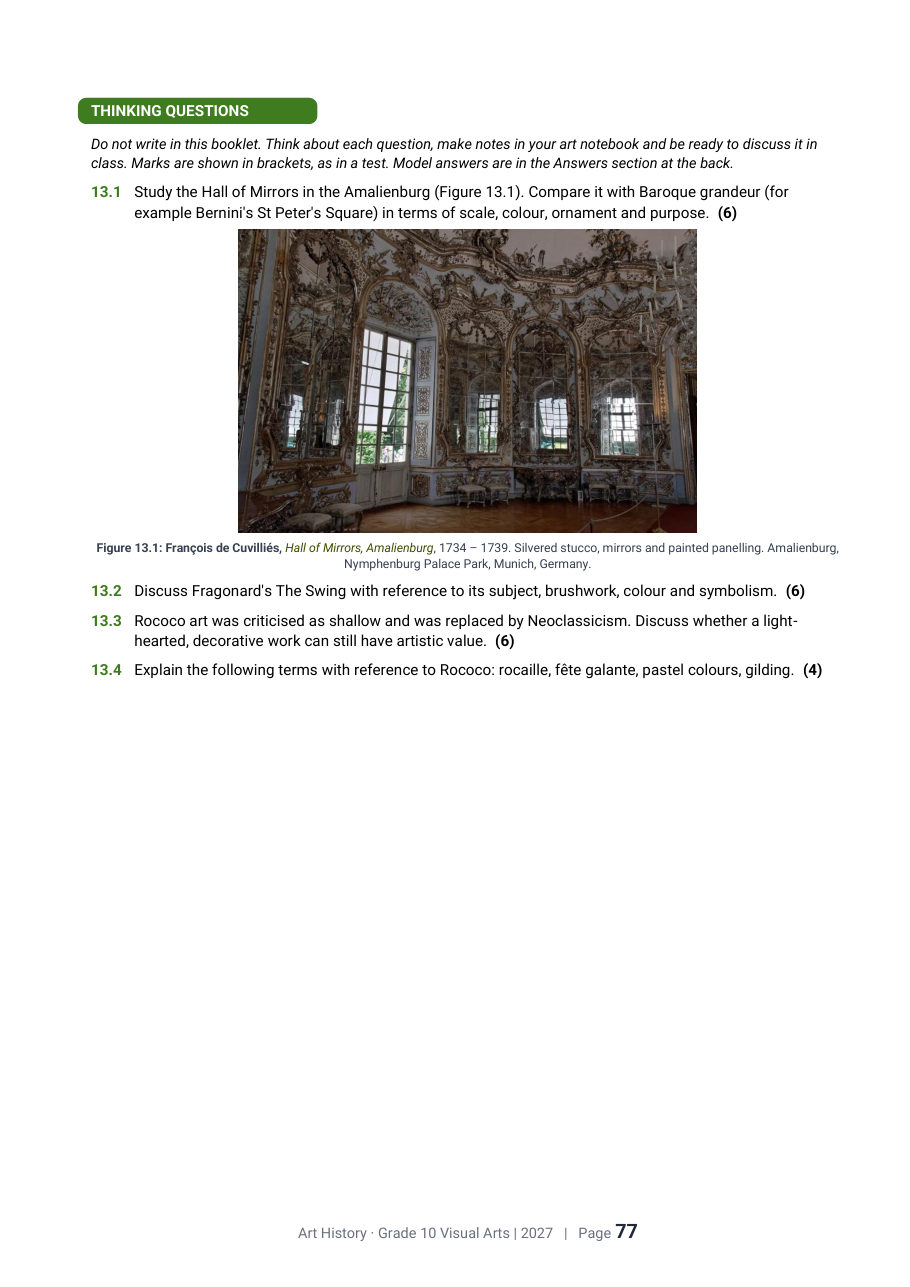 THINKING QUESTIONS
Do not write in this booklet. Think about each question, make notes in your art notebook and be ready to discuss it in
class. Marks are shown in brackets, as in a test. Model answers are in the Answers section at the back.
13.1 Study the Hall of Mirrors in the Amalienburg (Figure 13.1). Compare it with Baroque grandeur (for
example Bernini's St Peter's Square) in terms of scale, colour, ornament and purpose. (6)
Figure 13.1: François de Cuvilliés, Hall of Mirrors, Amalienburg, 1734 – 1739. Silvered stucco, mirrors and painted panelling. Amalienburg,
Nymphenburg Palace Park, Munich, Germany.
13.2 Discuss Fragonard's The Swing with reference to its subject, brushwork, colour and symbolism. (6)
13.3 Rococo art was criticised as shallow and was replaced by Neoclassicism. Discuss whether a light-
hearted, decorative work can still have artistic value. (6)
13.4 Explain the following terms with reference to Rococo: rocaille, fête galante, pastel colours, gilding. (4)
Art History · Grade 10 Visual Arts | 2027 | Page 77